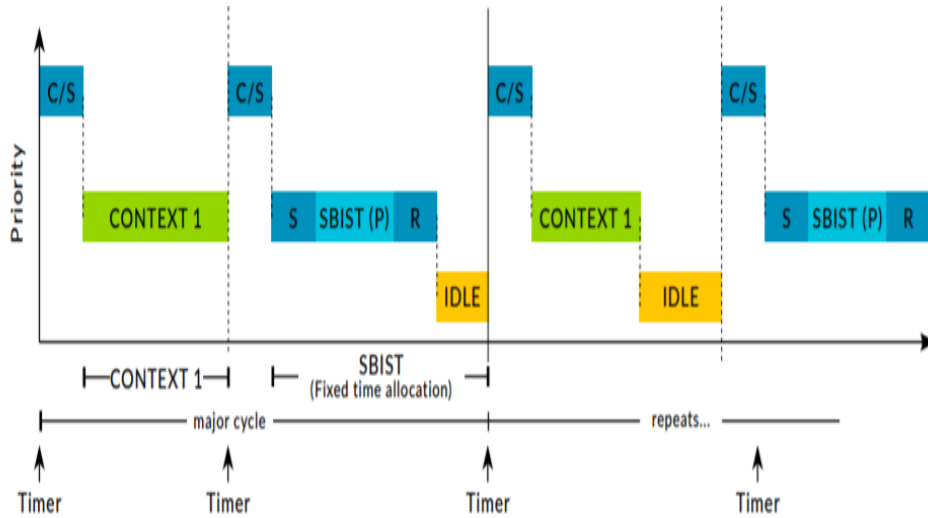 C/S
C/S
C/S
C/S
Priority
CONTEXT 1
S SBIST (P) R
CONTEXT 1
S SBIST (P) R
IDLE
IDLE
CONTEXT 1
SBIST
(Fixed time allocation)
major cycle
repeats...
Timer
Timer
Timer
Timer